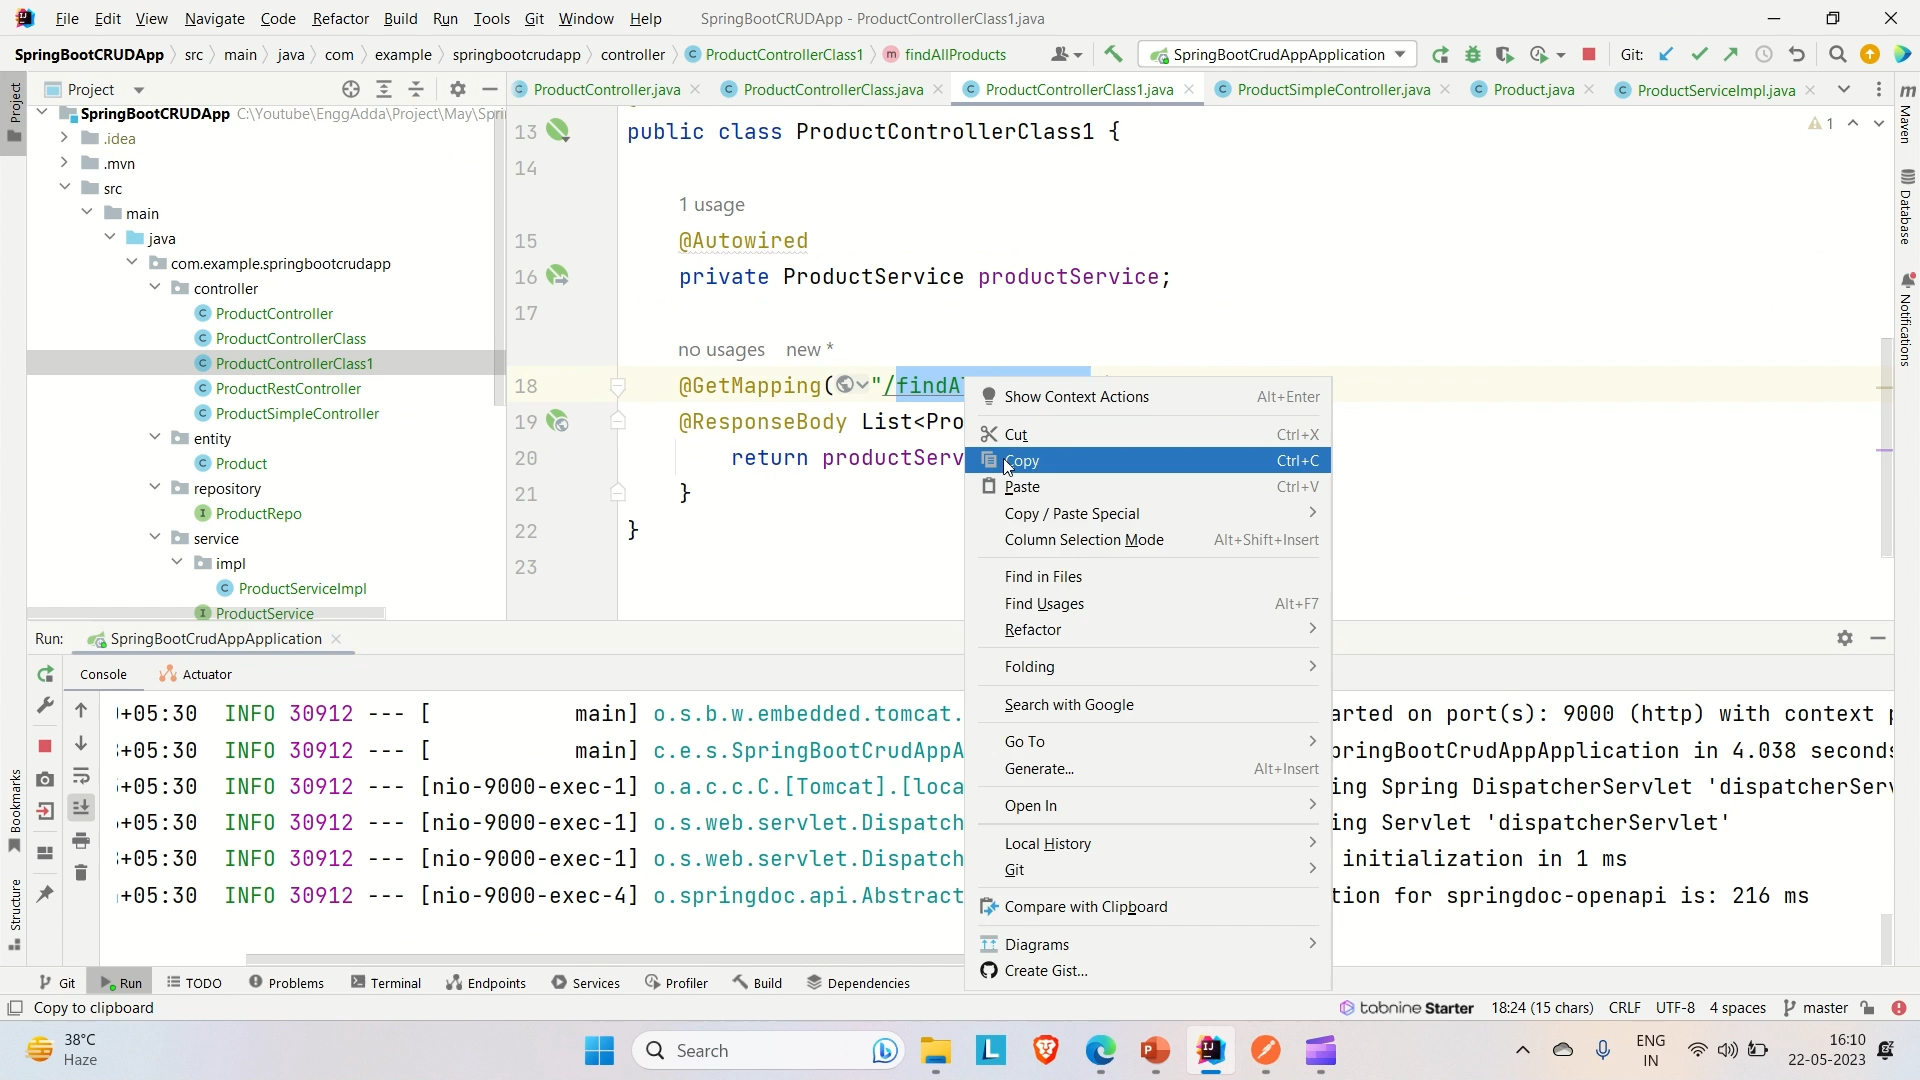 File Edit View Navigate Code Refactor Build Run Tools Git Window Help SpringBootCRUDApp - ProductControllerClass1.java
SpringBootCRUDApp src main java com example springbootcrudapp controller ProductControllerClass1 findAllProducts SpringBootCrudAppApplication Git:
Project ProductController.java ProductControllerClass.java ProductControllerClass1.java ProductSimpleController.java Product.java ProductServiceImpl.java
Project
SpringBootCRUDApp C:\Youtube\EnggAdda\Project\May\Spri
.idea
.mvn
src
main
java
com.example.springbootcrudapp
controller
ProductController
ProductControllerClass
ProductControllerClass1
ProductRestController
ProductSimpleController
entity
Product
repository
ProductRepo
service
impl
ProductServiceImpl
ProductService
13 public class ProductControllerClass1 {
1
14
1 usage
15 @Autowired
16 private ProductService productService;
17
no usages new *
18 @GetMapping("/findAl
19 @ResponseBody List<Pro
20 return productServ
21 }
22 }
23
Show Context Actions Alt+Enter
Cut Ctrl+X
Copy Ctrl+C
Paste Ctrl+V
Copy / Paste Special
Column Selection Mode Alt+Shift+Insert
Find in Files
Find Usages Alt+F7
Refactor
Folding
Search with Google
Go To
Generate... Alt+Insert
Open In
Local History
Git
Compare with Clipboard
Diagrams
Create Gist...
Maven
Database
Notifications
Run: SpringBootCrudAppApplication
Console Actuator
+05:30 INFO 30912 --- [ main] o.s.b.w.embedded.tomcat. arted on port(s): 9000 (http) with context p
+05:30 INFO 30912 --- [ main] c.e.s.SpringBootCrudAppA pringBootCrudAppApplication in 4.038 seconds
+05:30 INFO 30912 --- [nio-9000-exec-1] o.a.c.c.C.[Tomcat].[loca ing Spring DispatcherServlet 'dispatcherServ
+05:30 INFO 30912 --- [nio-9000-exec-1] o.s.web.servlet.Dispatch ing Servlet 'dispatcherServlet'
+05:30 INFO 30912 --- [nio-9000-exec-1] o.s.web.servlet.Dispatch initialization in 1 ms
+05:30 INFO 30912 --- [nio-9000-exec-4] o.springdoc.api.Abstract tion for springdoc-openapi is: 216 ms
Bookmarks
Structure
Git Run TODO Problems Terminal Endpoints Services Profiler Build Dependencies
Copy to clipboard tabnine Starter 18:24 (15 chars) CRLF UTF-8 4 spaces master
38°C
Haze
Search
ENG
IN
16:10
22-05-2023